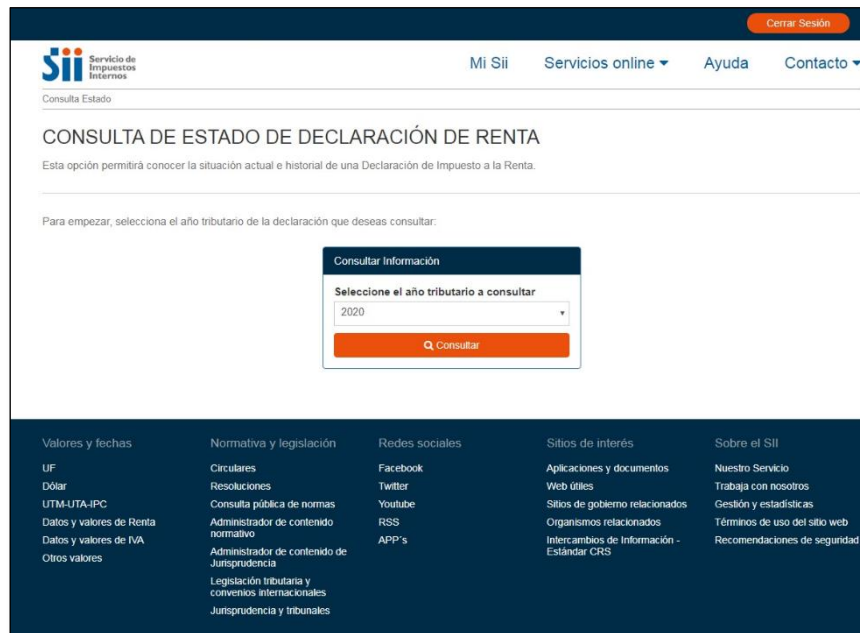 Cerrar Sesión
Sii Servicio de
Impuestos
Internos
Mi Sii Servicios online Ayuda Contacto
Consulta Estado
CONSULTA DE ESTADO DE DECLARACIÓN DE RENTA
Esta opción permitirá conocer la situación actual e historial de una Declaración de Impuesto a la Renta.
Para empezar, selecciona el año tributario de la declaración que deseas consultar:
Consultar Información
Seleccione el año tributario a consultar
2020
Consultar
Valores y fechas
UF
Dólar
UTM-UTA-IPC
Datos y valores de Renta
Datos y valores de IVA
Otros valores
Normativa y legislación
Circulares
Resoluciones
Consulta pública de normas
Administrador de contenido
normativo
Administrador de contenido de
Jurisprudencia
Legislación tributaria y
convenios internacionales
Jurisprudencia y tribunales
Redes sociales
Facebook
Twitter
Youtube
RSS
APP's
Sitios de interés
Aplicaciones y documentos
Web útiles
Sitios de gobierno relacionados
Organismos relacionados
Intercambios de Información -
Estándar CRS
Sobre el SII
Nuestro Servicio
Trabaja con nosotros
Gestión y estadísticas
Términos de uso del sitio web
Recomendaciones de seguridad